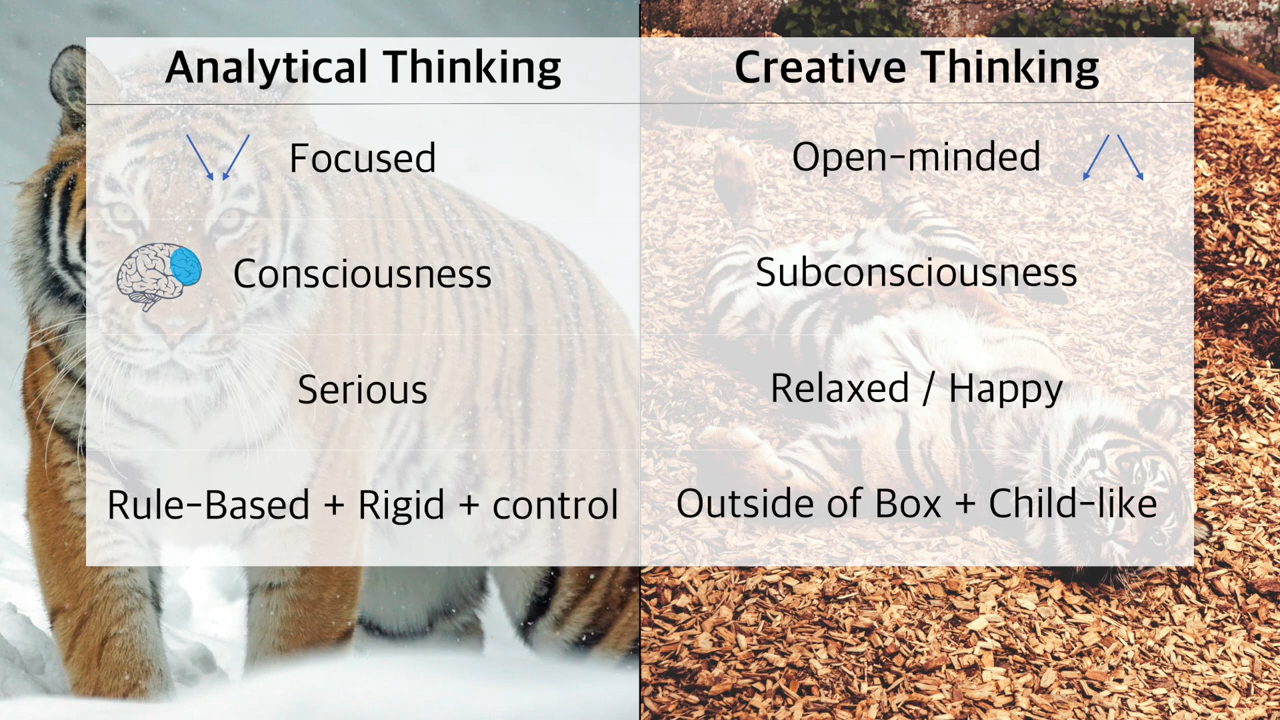 Analytical Thinking
Creative Thinking
Focused
Open-minded
Consciousness
Subconsciousness
Serious
Relaxed / Happy
Rule-Based + Rigid + control
Outside of Box + Child-like